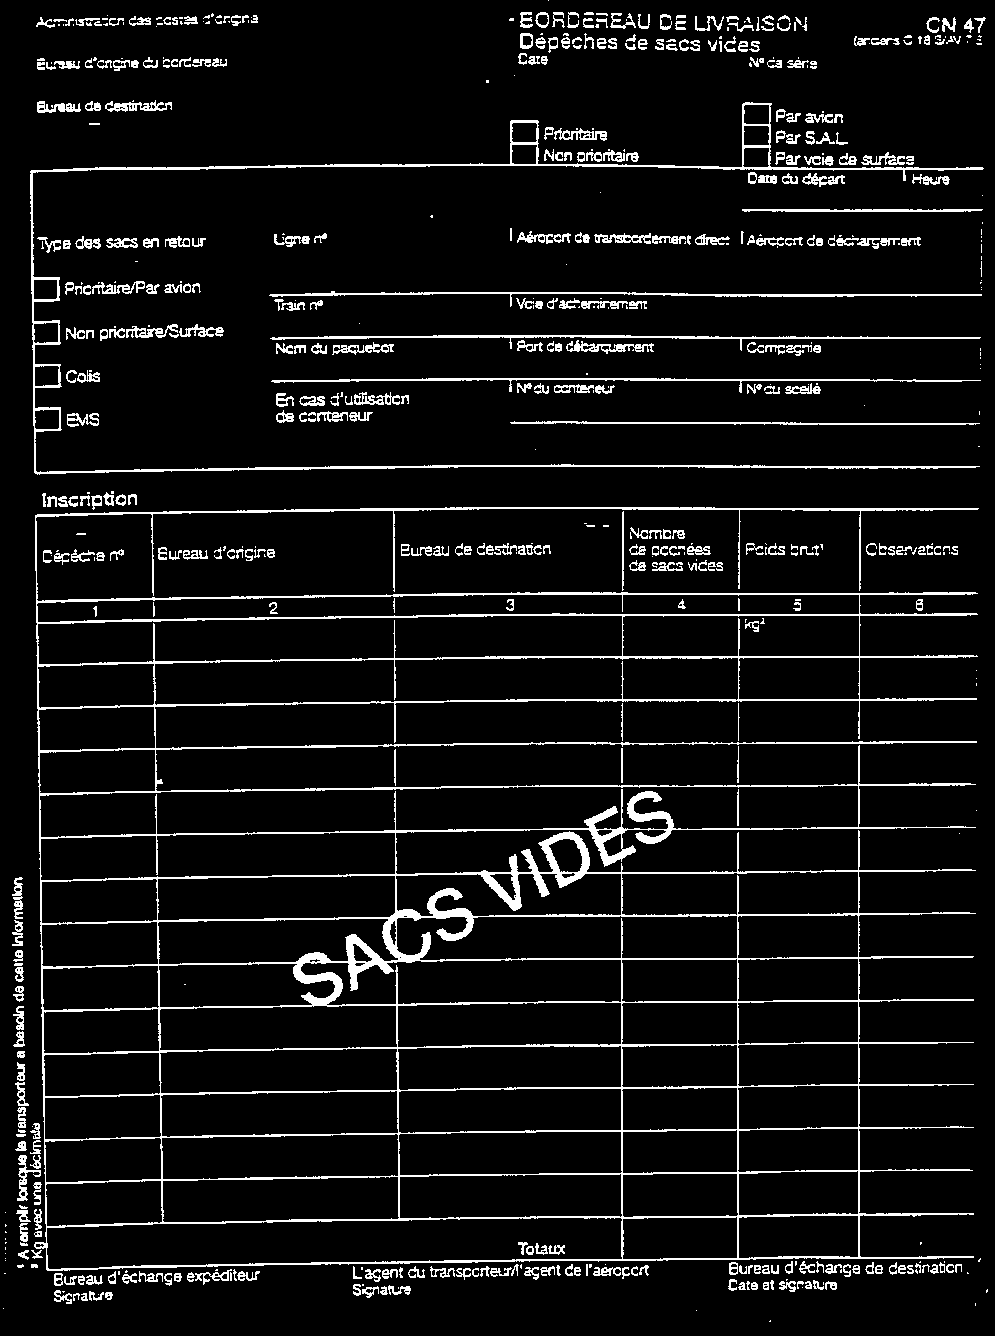 Administration des postes d'origine
BORDEREAU DE LIVRAISON
CN 47
Dépêches de sacs vides
Bureau d'origine du bordereau
Date
N° de série
Bureau de destination
Prioritaire
Non prioritaire
Par avion
Par S.A.L.
Par voie de surface
Date du départ
Heure
Type des sacs en retour
Ligne n°
Aéroport de transbordement direct
Aéroport de déchargement
Prioritaire/Par avion
Train n°
Voie d'acheminement
Non prioritaire/Surface
Nom du paquebot
Port de débarquement
Compagnie
Colis
En cas d'utilisation
de conteneur
N° du conteneur
N° du scellé
EMS
Inscription
Dépêche n°
Bureau d'origine
Bureau de destination
Nombre
de données
de sacs vides
Poids brut¹
Observations
1
2
3
4
5
6
kg²
SACS VIDES
Totaux
Bureau d'échange expéditeur
Signature
L'agent du transporteur/l'agent de l'aéroport
Signature
Bureau d'échange de destination
Date et signature
¹ A remplir lorsque le transporteur a besoin de cette information
² Kg avec une décimale